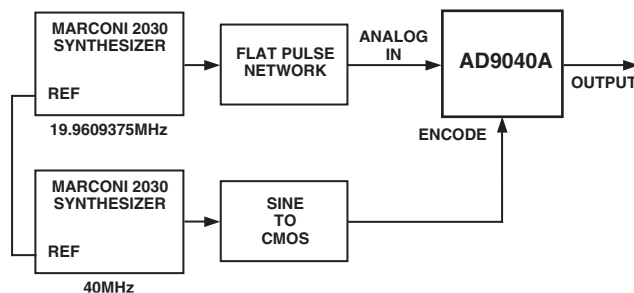 MARCONI 2030
SYNTHESIZER
REF
19.9609375MHz
FLAT PULSE
NETWORK
ANALOG
IN
AD9040A
OUTPUT
ENCODE
MARCONI 2030
SYNTHESIZER
REF
40MHz
SINE
TO
CMOS